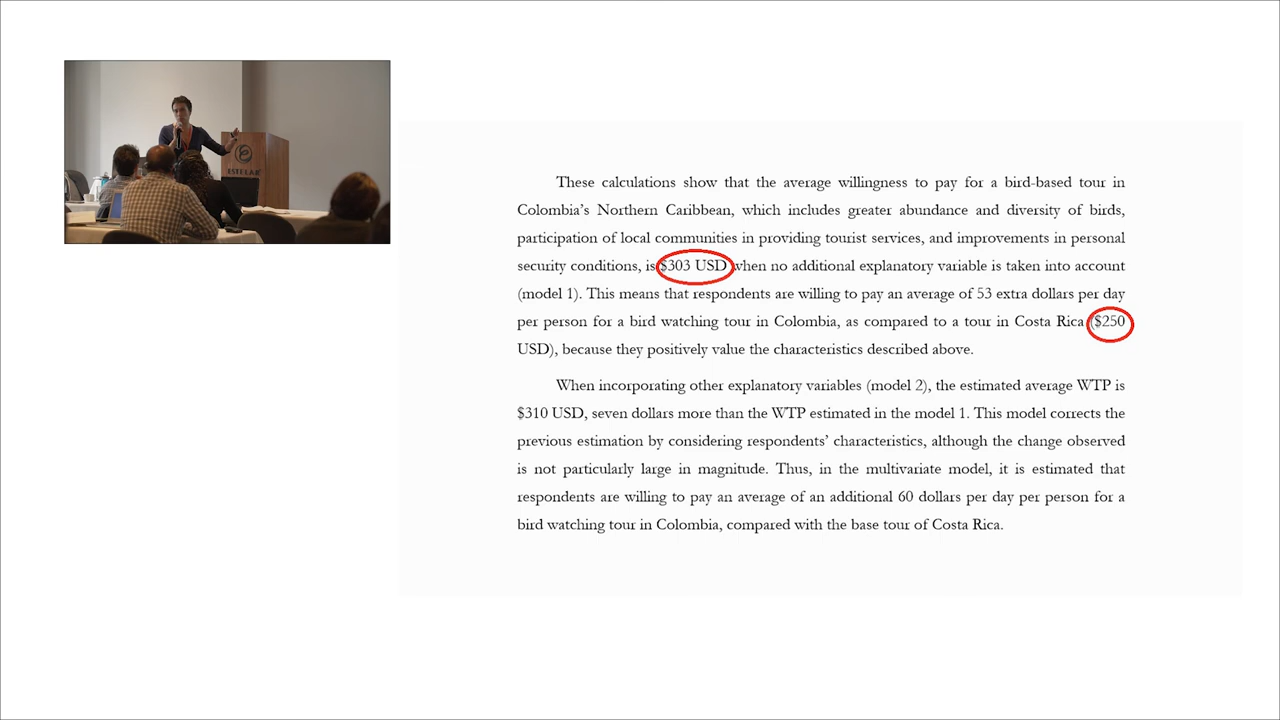 ESTELAR
These calculations show that the average willingness to pay for a bird-based tour in
Colombia's Northern Caribbean, which includes greater abundance and diversity of birds,
participation of local communities in providing tourist services, and improvements in personal
security conditions, is $303 USD when no additional explanatory variable is taken into account
(model 1). This means that respondents are willing to pay an average of 53 extra dollars per day
per person for a bird watching tour in Colombia, as compared to a tour in Costa Rica ($250
USD), because they positively value the characteristics described above.
When incorporating other explanatory variables (model 2), the estimated average WTP is
$310 USD, seven dollars more than the WTP estimated in the model 1. This model corrects the
previous estimation by considering respondents' characteristics, although the change observed
is not particularly large in magnitude. Thus, in the multivariate model, it is estimated that
respondents are willing to pay an average of an additional 60 dollars per day per person for a
bird watching tour in Colombia, compared with the base tour of Costa Rica.